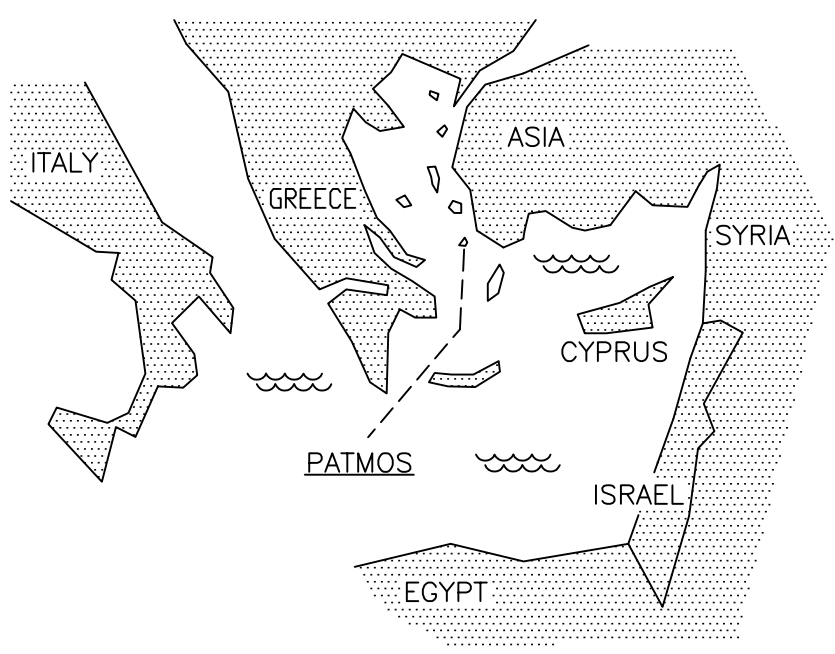 ASIA
ITALY
GREECE
SYRIA
CYPRUS
PATMOS
ISRAEL
EGYPT